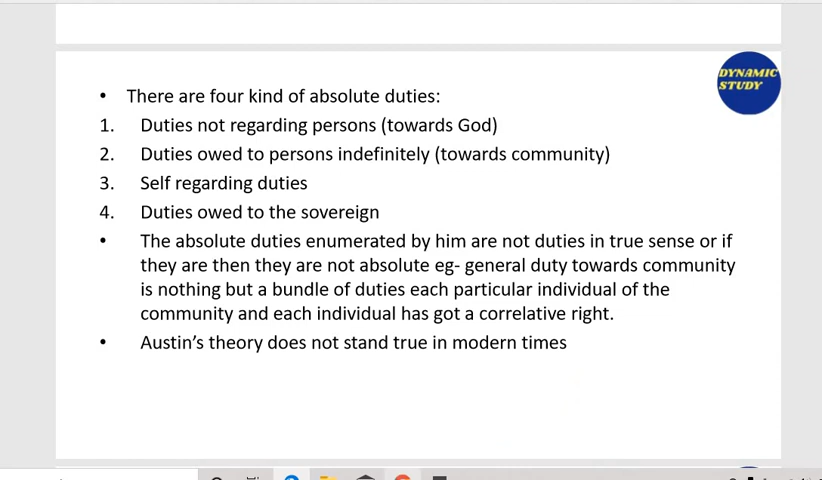 DYNAMIC
STUDY
• There are four kind of absolute duties:
1. Duties not regarding persons (towards God)
2. Duties owed to persons indefinitely (towards community)
3. Self regarding duties
4. Duties owed to the sovereign
• The absolute duties enumerated by him are not duties in true sense or if
they are then they are not absolute eg- general duty towards community
is nothing but a bundle of duties each particular individual of the
community and each individual has got a correlative right.
• Austin’s theory does not stand true in modern times